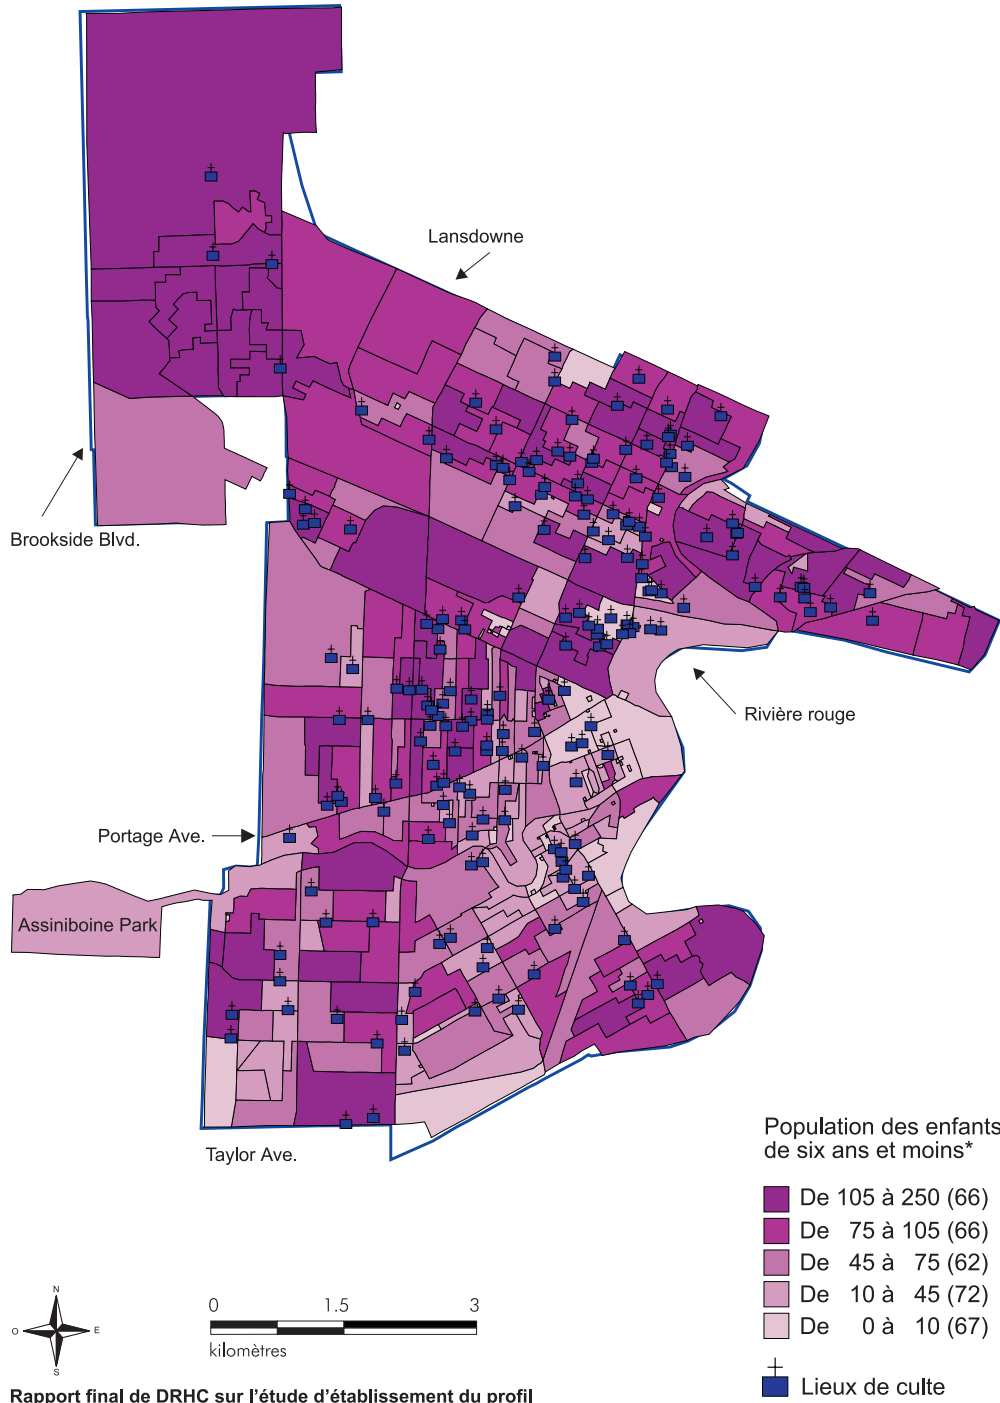 Lansdowne
Brookside Blvd.
Rivière rouge
Portage Ave.
Assiniboine Park
Taylor Ave.
Population des enfants
de six ans et moins*
De 105 à 250 (66)
De 75 à 105 (66)
De 45 à 75 (62)
De 10 à 45 (72)
De 0 à 10 (67)
Lieux de culte
N
O E
S
0 1.5 3
kilomètres
Rapport final de DRHC sur l'étude d'établissement du profil